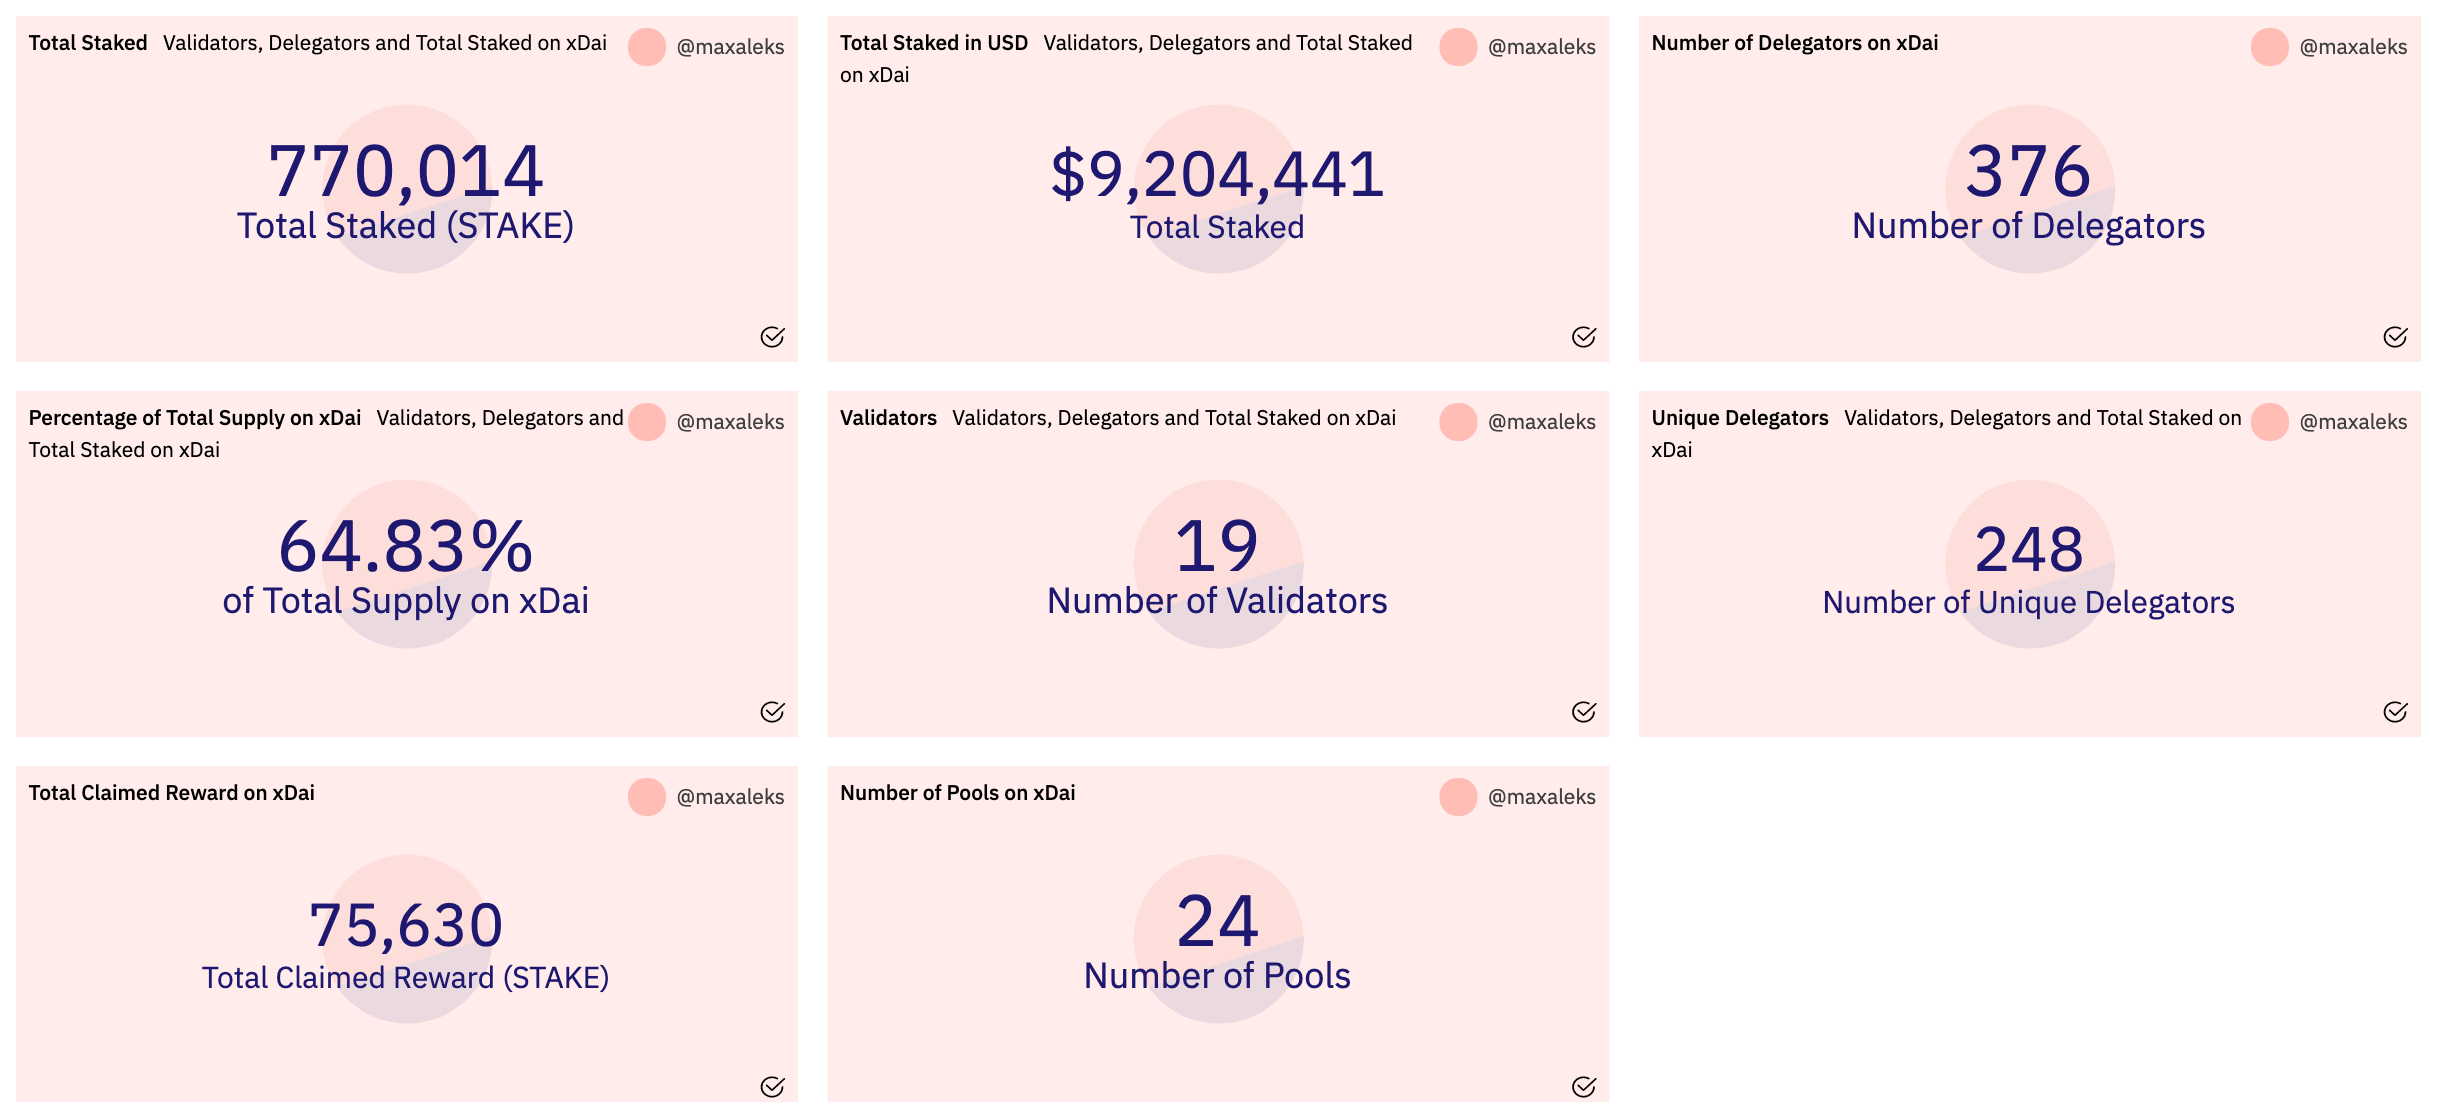 Total Staked Validators, Delegators and Total Staked on xDai @maxaleks
770,014
Total Staked (STAKE)
Total Staked in USD Validators, Delegators and Total Staked
on xDai
@maxaleks
$9,204,441
Total Staked
Number of Delegators on xDai @maxaleks
376
Number of Delegators
Percentage of Total Supply on xDai Validators, Delegators and
Total Staked on xDai
@maxaleks
64.83%
of Total Supply on xDai
Validators Validators, Delegators and Total Staked on xDai @maxaleks
19
Number of Validators
Unique Delegators Validators, Delegators and Total Staked on
xDai
@maxaleks
248
Number of Unique Delegators
Total Claimed Reward on xDai @maxaleks
75,630
Total Claimed Reward (STAKE)
Number of Pools on xDai @maxaleks
24
Number of Pools